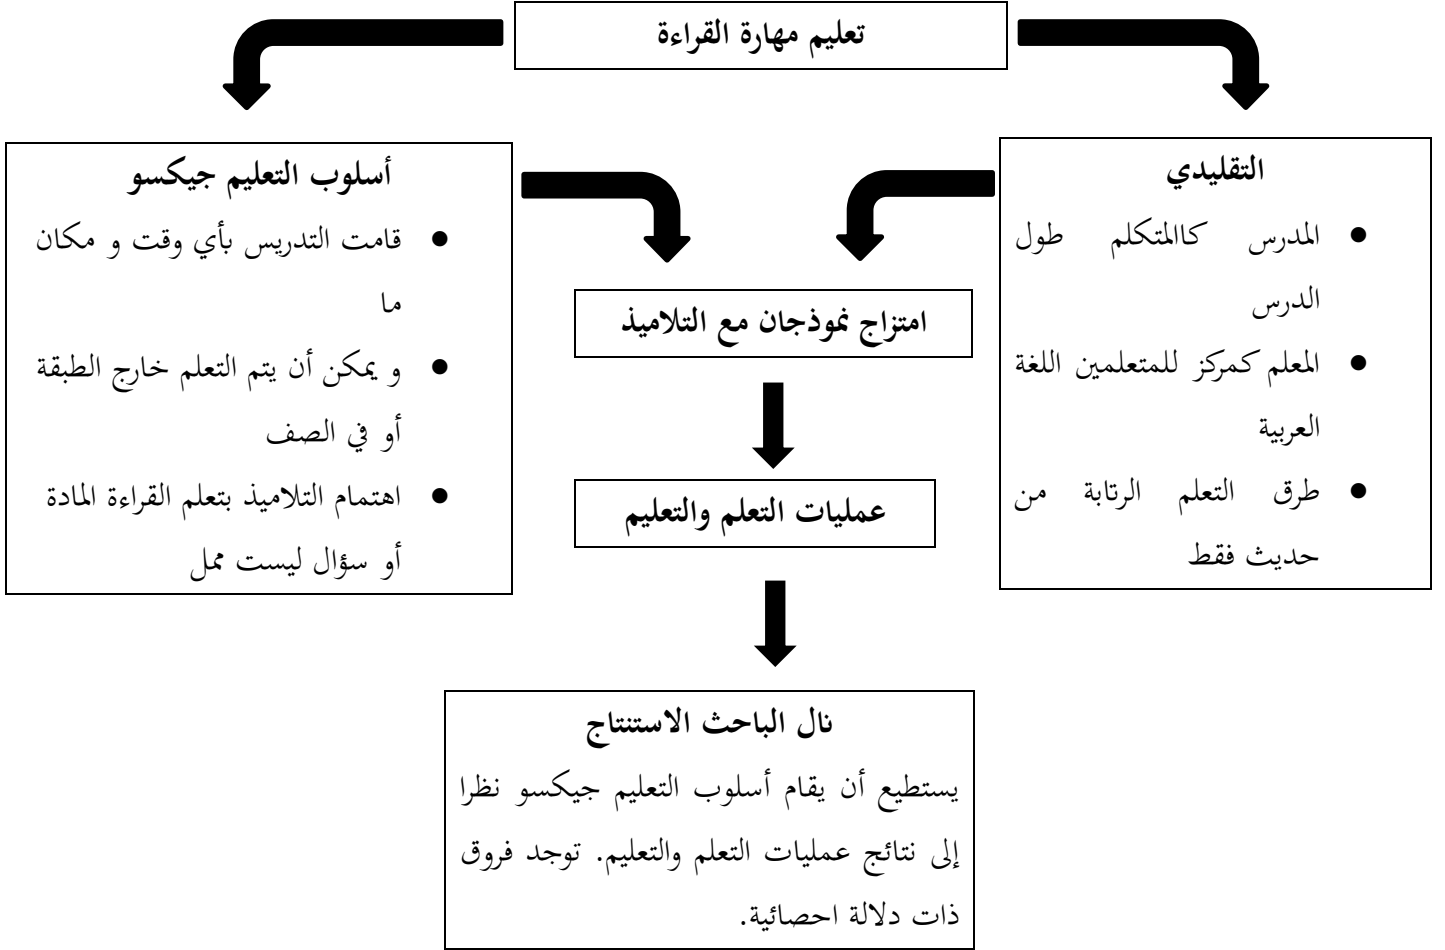 تعليم مهارة القراءة
التقليدي
● المدرس كاالمتكلم طول
الدرس
● المعلم كمركز للمتعلمين اللغة
العربية
● طرق التعلم الرتابة من
حديث فقط
أسلوب التعليم جيكسو
● قامت التدريس بأي وقت و مكان
ما
● و يمكن أن يتم التعلم خارج الطبقة
أو في الصف
● اهتمام التلاميذ بتعلم القراءة المادة
أو سؤال ليست ممل
امتزاج نموذجان مع التلاميذ
عمليات التعلم والتعليم
نال الباحث الاستنتاج
يستطيع أن يقام أسلوب التعليم جيكسو نظرا
إلى نتائج عمليات التعلم والتعليم. توجد فروق
ذات دلالة احصائية.